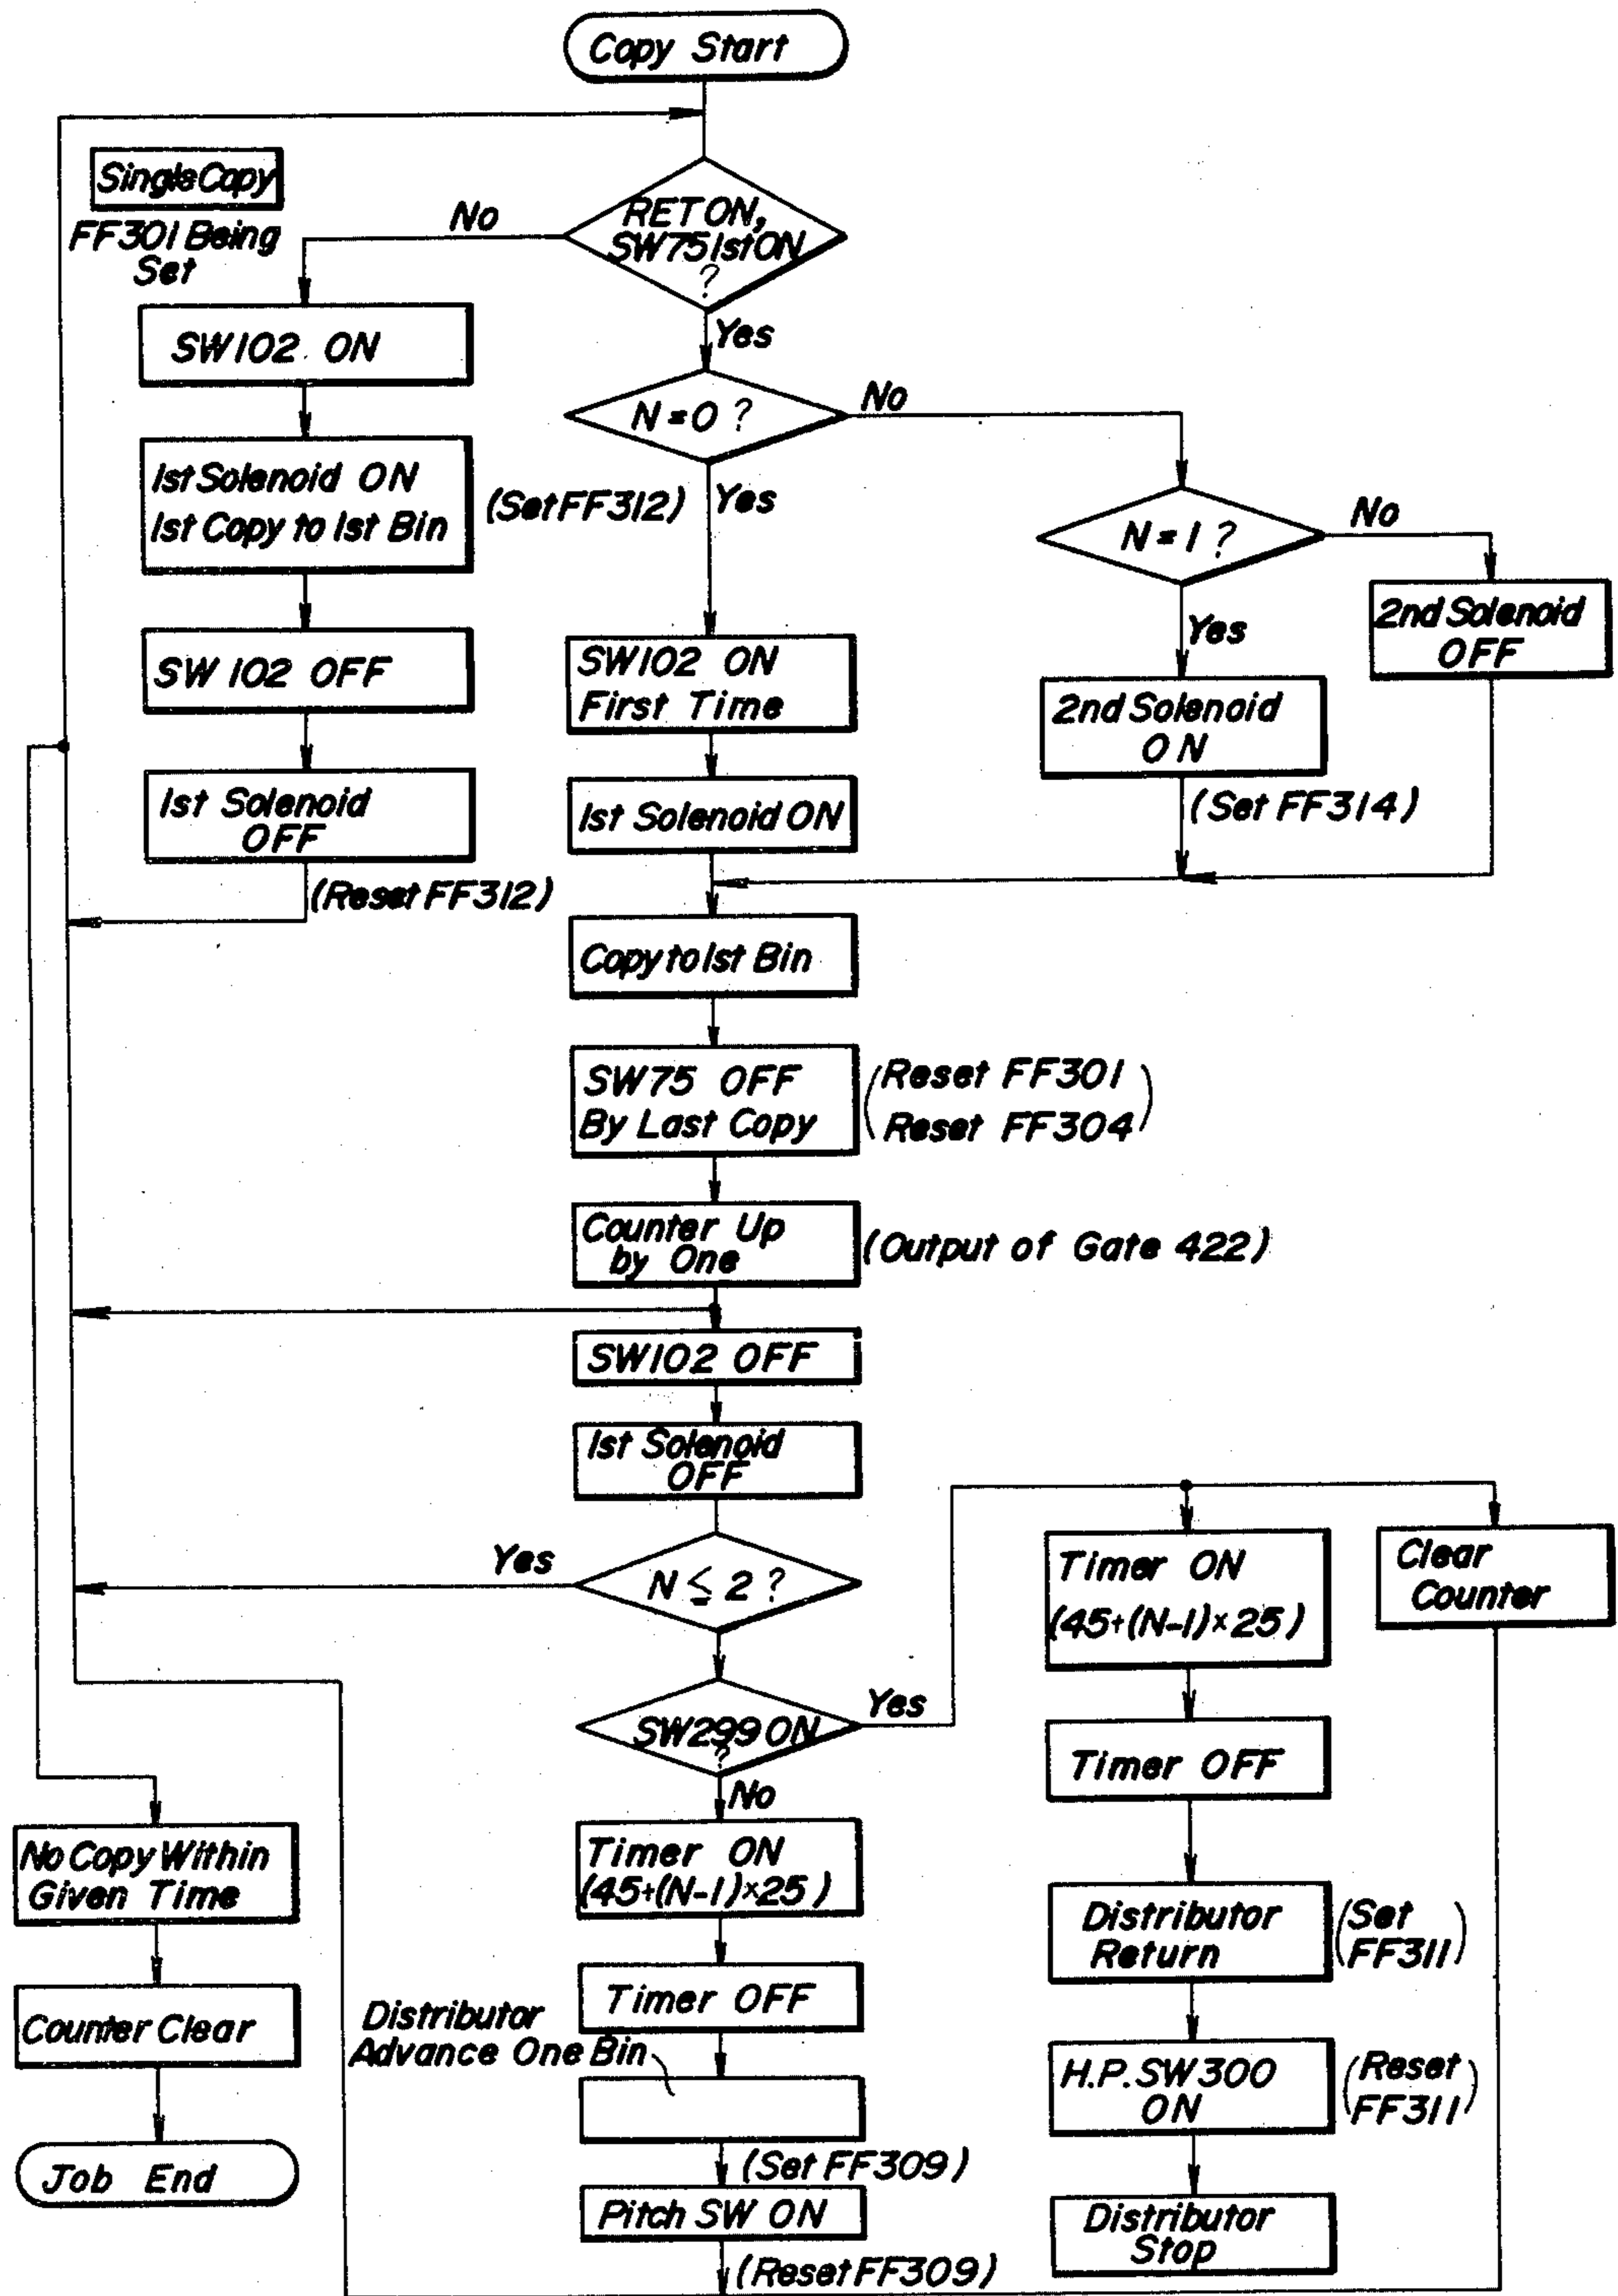 Copy Start
Single Copy
FF301 Being
Set
RET ON,
SW75 1st ON
?
No
Yes
SW102 ON
N=0 ?
No
Yes
1st Solenoid ON
1st Copy to 1st Bin
(Set FF312)
N=1 ?
No
Yes
2nd Solenoid
OFF
SW102 OFF
SW102 ON
First Time
2nd Solenoid
ON
(Set FF314)
1st Solenoid
OFF
(Reset FF312)
1st Solenoid ON
Copy to 1st Bin
SW75 OFF
By Last Copy
(Reset FF301
Reset FF304)
Counter Up
by One
(Output of Gate 422)
SW102 OFF
1st Solenoid
OFF
N ≦ 2 ?
Yes
SW299 ON
?
Yes
No
Timer ON
(45+(N-1)×25)
Clear
Counter
Timer OFF
Distributor
Return
(Set
FF311)
H.P. SW300
ON
(Reset
FF311)
Distributor
Stop
Timer ON
(45+(N-1)×25)
Timer OFF
Distributor
Advance One Bin
(Set FF309)
Pitch SW ON
(Reset FF309)
No Copy Within
Given Time
Counter Clear
Job End